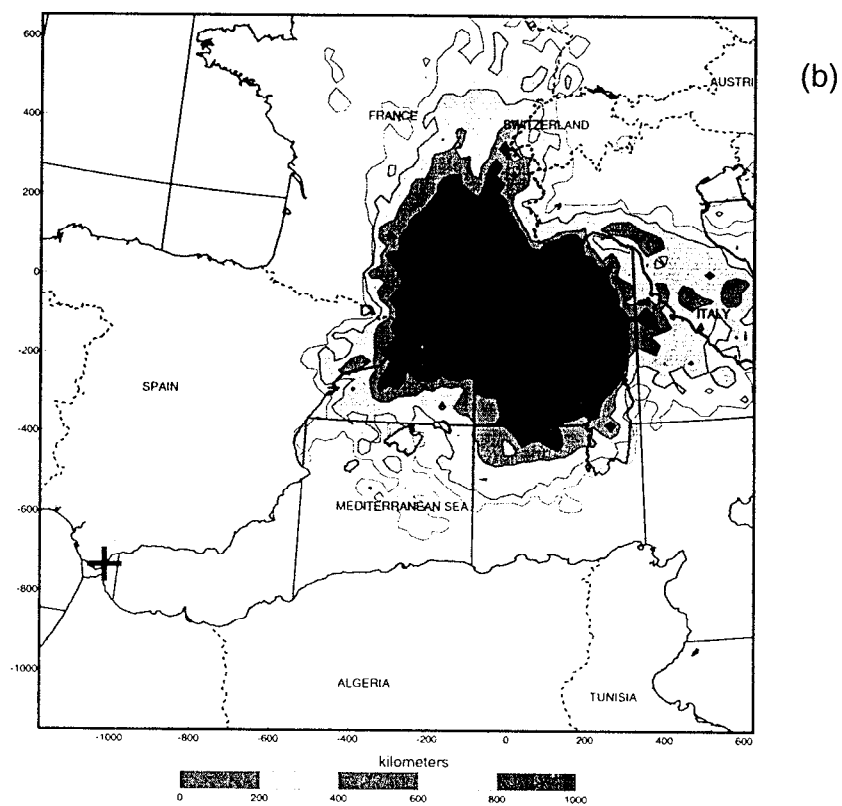 600
(b)
AUSTRI
400
FRANCE
SWITZERLAND
200
0
ITALY
-200
SPAIN
-400
MEDITERRANEAN SEA
-600
-800
-1000
ALGERIA
TUNISIA
-1000 -800 -600 -400 -200 0 200 400 600
kilometers
0 200 400 600 800 1000